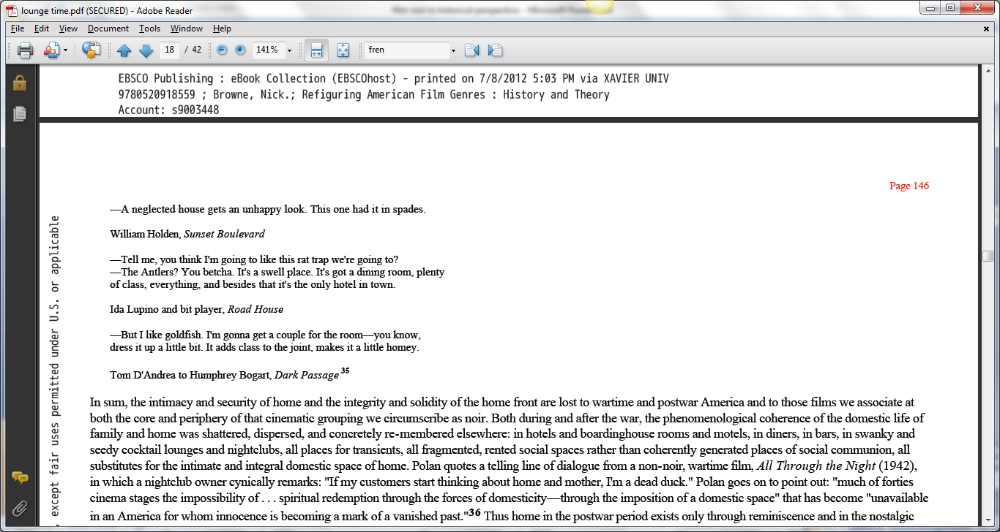 lounge time.pdf (SECURED) - Adobe Reader
File Edit View Document Tools Window Help
18 / 42 141% fren
EBSCO Publishing : eBook Collection (EBSCOhost) - printed on 7/8/2012 5:03 PM via XAVIER UNIV
9780520918559 ; Browne, Nick.; Refiguring American Film Genres : History and Theory
Account: s9003448
Page 146
—A neglected house gets an unhappy look. This one had it in spades.
William Holden, Sunset Boulevard
—Tell me, you think I'm going to like this rat trap we're going to?
—The Antlers? You betcha. It's a swell place. It's got a dining room, plenty
of class, everything, and besides that it's the only hotel in town.
Ida Lupino and bit player, Road House
—But I like goldfish. I'm gonna get a couple for the room—you know,
dress it up a little bit. It adds class to the joint, makes it a little homey.
Tom D'Andrea to Humphrey Bogart, Dark Passage 35
In sum, the intimacy and security of home and the integrity and solidity of the home front are lost to wartime and postwar America and to those films we associate at
both the core and periphery of that cinematic grouping we circumscribe as noir. Both during and after the war, the phenomenological coherence of the domestic life of
family and home was shattered, dispersed, and concretely re-membered elsewhere: in hotels and boardinghouse rooms and motels, in diners, in bars, in swanky and
seedy cocktail lounges and nightclubs, all places for transients, all fragmented, rented social spaces rather than coherently generated places of social communion, all
substitutes for the intimate and integral domestic space of home. Polan quotes a telling line of dialogue from a non-noir, wartime film, All Through the Night (1942),
in which a nightclub owner cynically remarks: "If my customers start thinking about home and mother, I'm a dead duck." Polan goes on to point out: "much of forties
cinema stages the impossibility of . . . spiritual redemption through the forces of domesticity—through the imposition of a domestic space" that has become "unavailable
in an America for whom innocence is becoming a mark of a vanished past."36 Thus home in the postwar period exists only through reminiscence and in the nostalgic
except fair uses permitted under U.S. or applicable